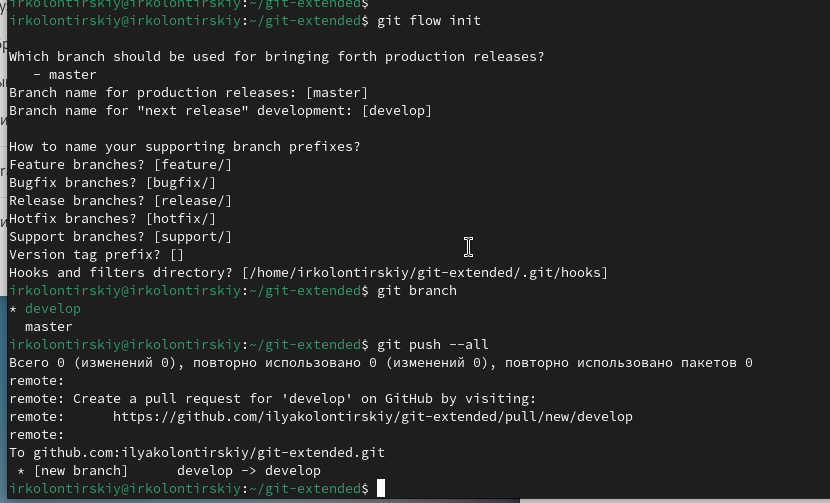 irkolontirskiy@irkolontirskiy:~/git-extended$
irkolontirskiy@irkolontirskiy:~/git-extended$ git flow init
Which branch should be used for bringing forth production releases?
   - master
Branch name for production releases: [master]
Branch name for "next release" development: [develop]
How to name your supporting branch prefixes?
Feature branches? [feature/]
Bugfix branches? [bugfix/]
Release branches? [release/]
Hotfix branches? [hotfix/]
Support branches? [support/]
Version tag prefix? []
Hooks and filters directory? [/home/irkolontirskiy/git-extended/.git/hooks]
irkolontirskiy@irkolontirskiy:~/git-extended$ git branch
* develop
  master
irkolontirskiy@irkolontirskiy:~/git-extended$ git push --all
Всего 0 (изменений 0), повторно использовано 0 (изменений 0), повторно использовано пакетов 0
remote:
remote: Create a pull request for 'develop' on GitHub by visiting:
remote:      https://github.com/ilyakolontirskiy/git-extended/pull/new/develop
remote:
To github.com:ilyakolontirskiy/git-extended.git
 * [new branch]      develop -> develop
irkolontirskiy@irkolontirskiy:~/git-extended$